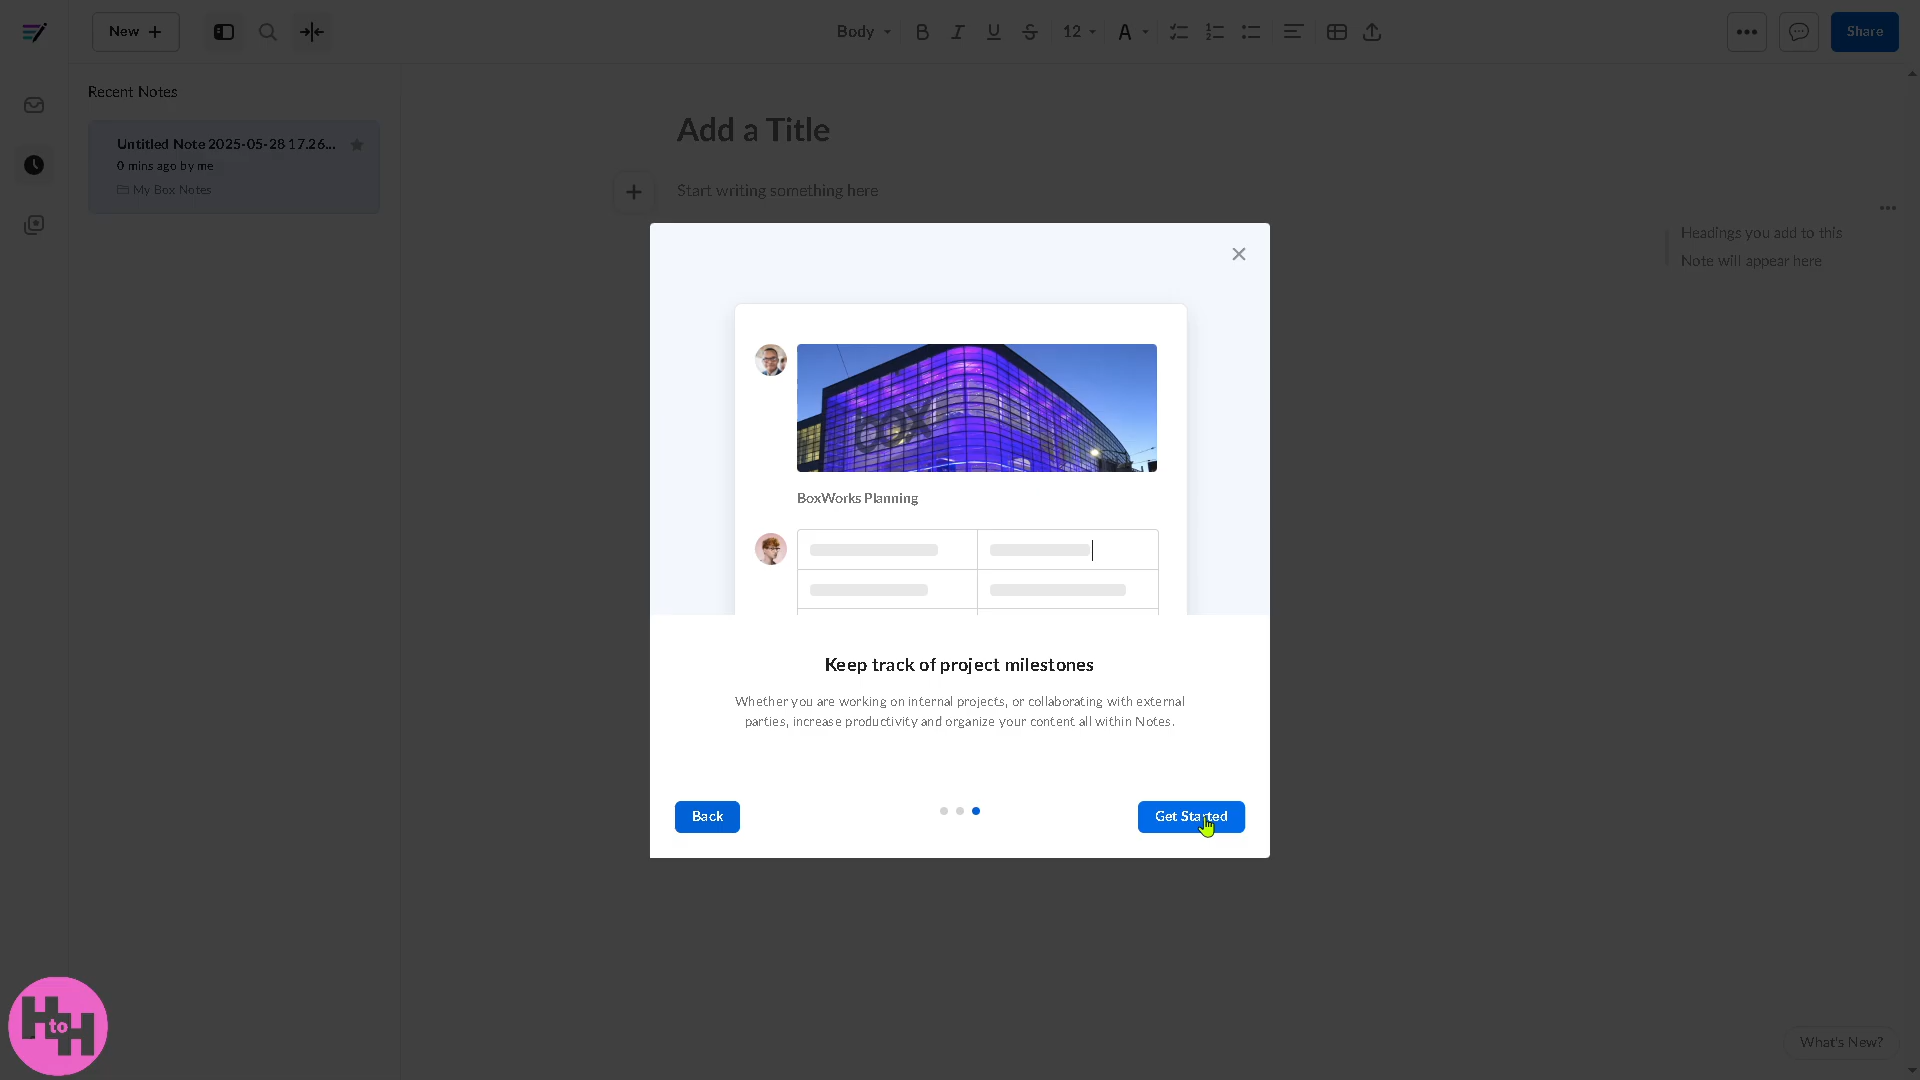 New
Body
12
A
Share
Recent Notes
Untitled Note 2025-05-28 17.26...
0 mins ago by me
My Box Notes
Add a Title
Start writing something here
Headings you add to this
Note will appear here
box
BoxWorks Planning
Keep track of project milestones
Whether you are working on internal projects, or collaborating with external
parties, increase productivity and organize your content all within Notes.
Back
Get Started
H to H
What's New?